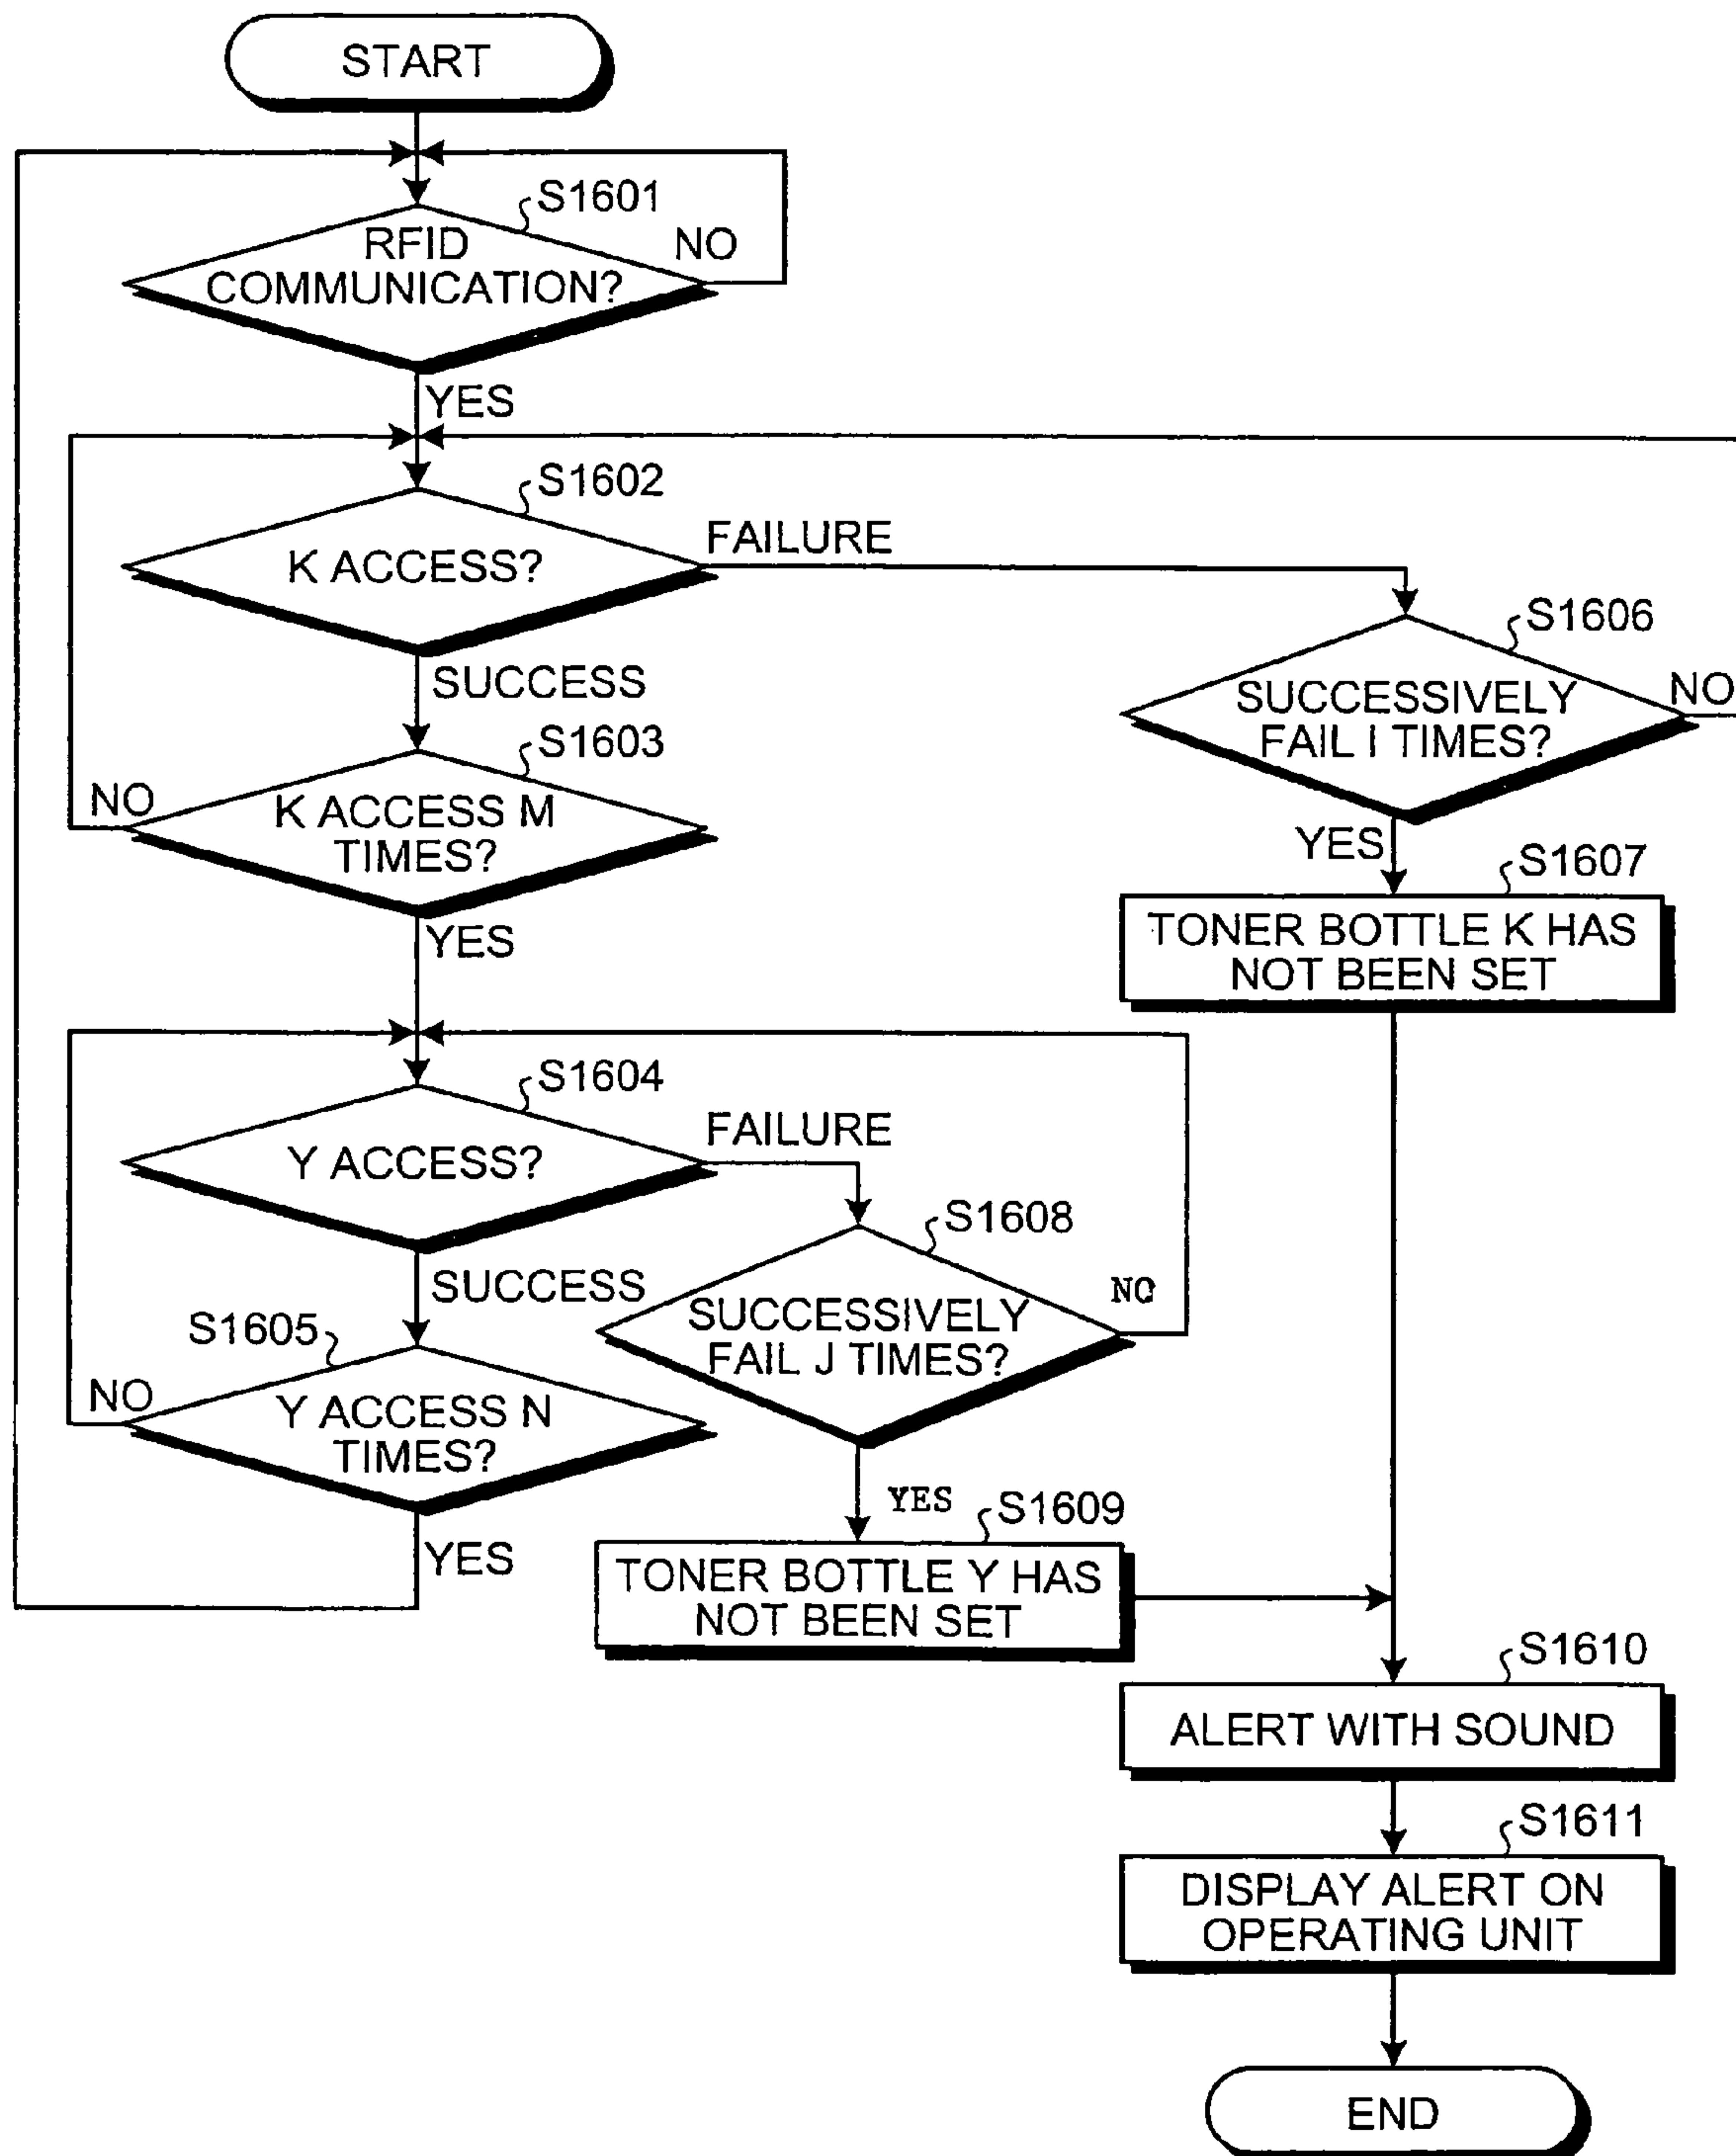 START
S1601
RFID
COMMUNICATION?
NO
YES
S1602
K ACCESS?
FAILURE
SUCCESS
S1606
SUCCESSIVELY
FAIL I TIMES?
NO
YES
S1603
K ACCESS M
TIMES?
NO
YES
S1607
TONER BOTTLE K HAS
NOT BEEN SET
S1604
Y ACCESS?
FAILURE
SUCCESS
S1608
SUCCESSIVELY
FAIL J TIMES?
NO
YES
S1605
Y ACCESS N
TIMES?
NO
YES
S1609
TONER BOTTLE Y HAS
NOT BEEN SET
S1610
ALERT WITH SOUND
S1611
DISPLAY ALERT ON
OPERATING UNIT
END